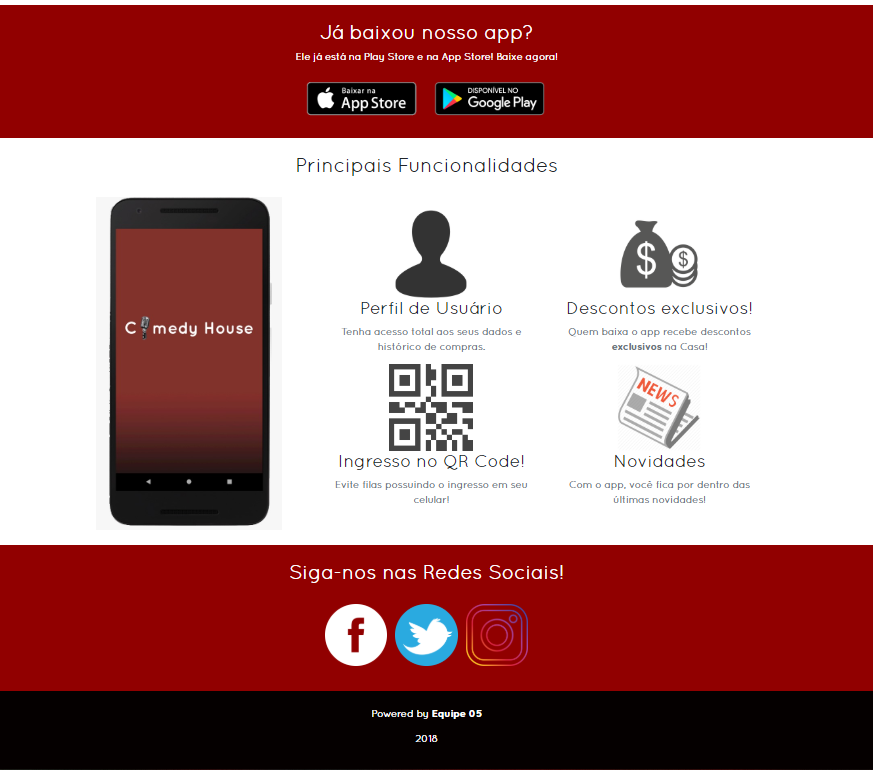 Já baixou nosso app?
Ele já está na Play Store e na App Store! Baixe agora!
Baixar na
App Store
DISPONÍVEL NO
Google Play
Principais Funcionalidades
C medy House
Perfil de Usuário
Tenha acesso total aos seus dados e
histórico de compras.
$ $
Descontos exclusivos!
Quem baixa o app recebe descontos
exclusivos na Casa!
Ingresso no QR Code!
Evite filas possuindo o ingresso em seu
celular!
NEWS
Novidades
Com o app, você fica por dentro das
últimas novidades!
Siga-nos nas Redes Sociais!
f
Powered by Equipe 05
2018